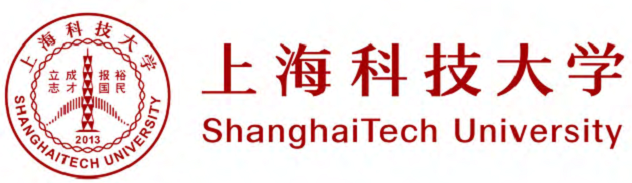 上海科技大学
立志 成才 报国 裕民
2013
SHANGHAITECH UNIVERSITY
上海科技大学
ShanghaiTech University